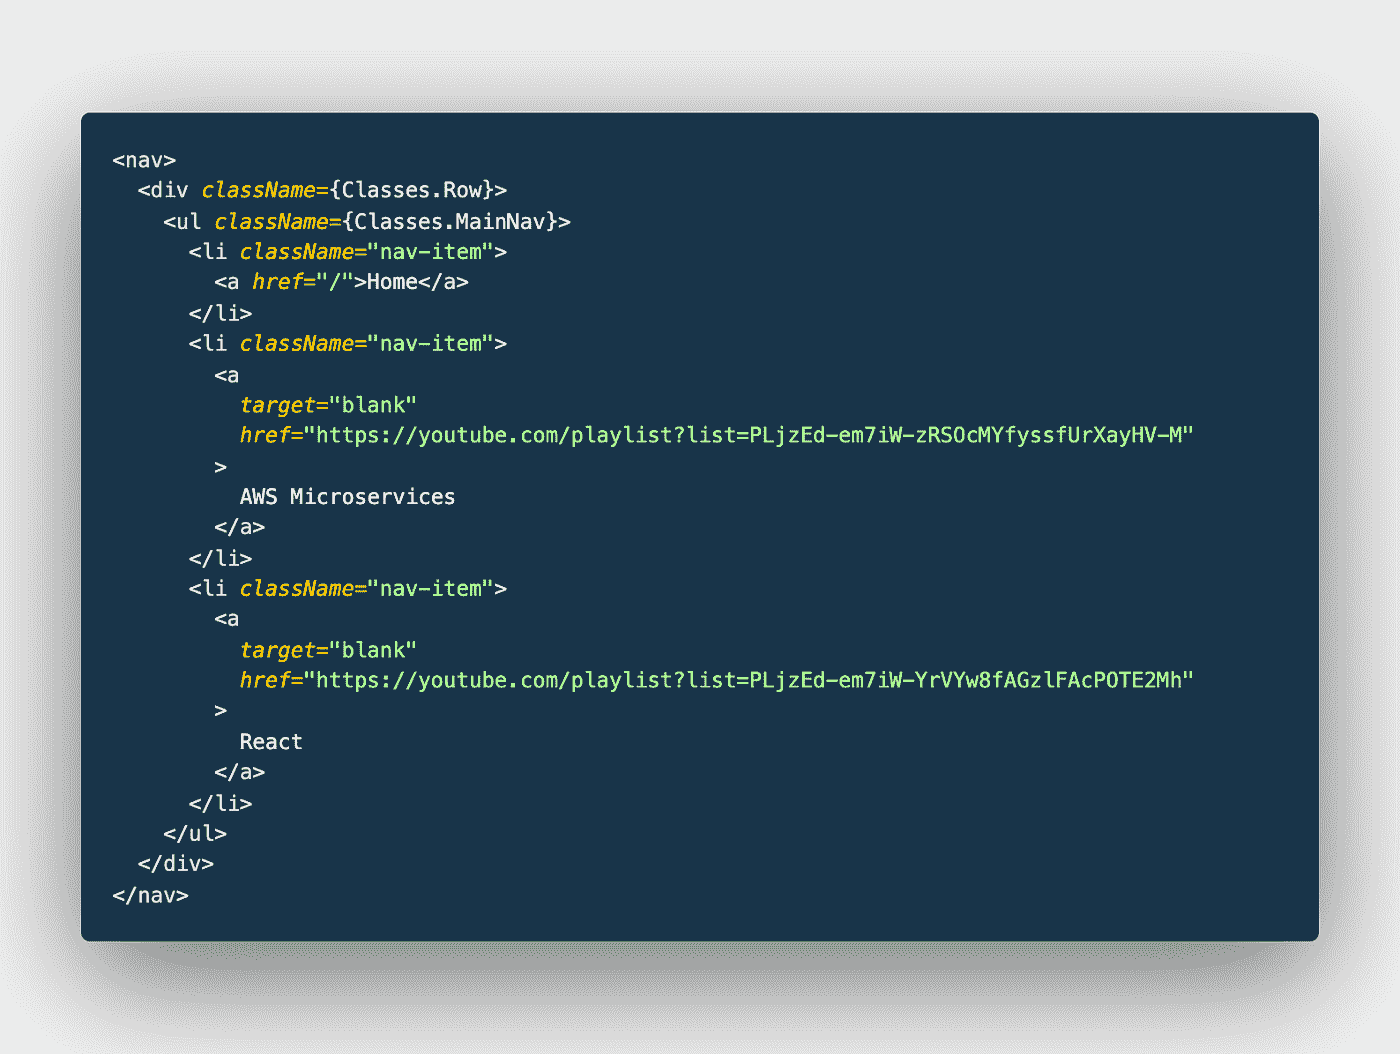 <nav>
  <div className={Classes.Row}>
    <ul className={Classes.MainNav}>
      <li className="nav-item">
        <a href="/">Home</a>
      </li>
      <li className="nav-item">
        <a
          target="blank"
          href="https://youtube.com/playlist?list=PLjzEd-em7iW-zRSOcMYfyssfUrXayHV-M"
        >
          AWS Microservices
        </a>
      </li>
      <li className="nav-item">
        <a
          target="blank"
          href="https://youtube.com/playlist?list=PLjzEd-em7iW-YrVYw8fAGzlFAcPOTE2Mh"
        >
          React
        </a>
      </li>
    </ul>
  </div>
</nav>